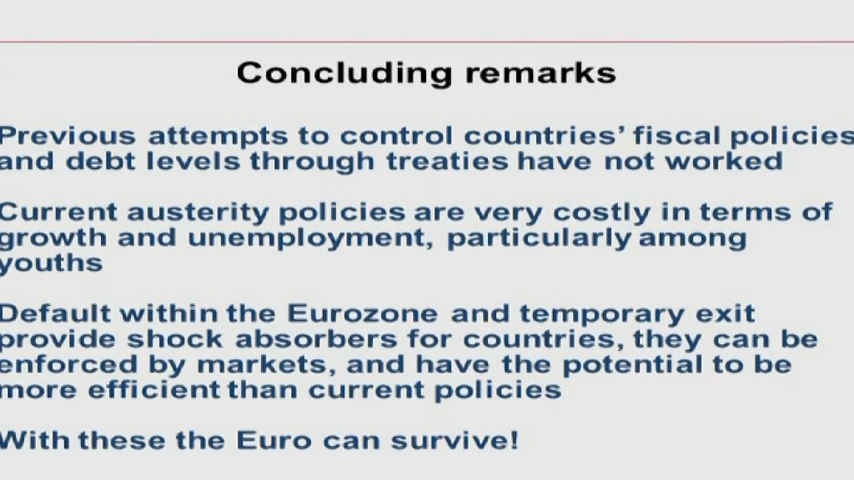 Concluding remarks
Previous attempts to control countries' fiscal policies
and debt levels through treaties have not worked
Current austerity policies are very costly in terms of
growth and unemployment, particularly among
youths
Default within the Eurozone and temporary exit
provide shock absorbers for countries, they can be
enforced by markets, and have the potential to be
more efficient than current policies
With these the Euro can survive!